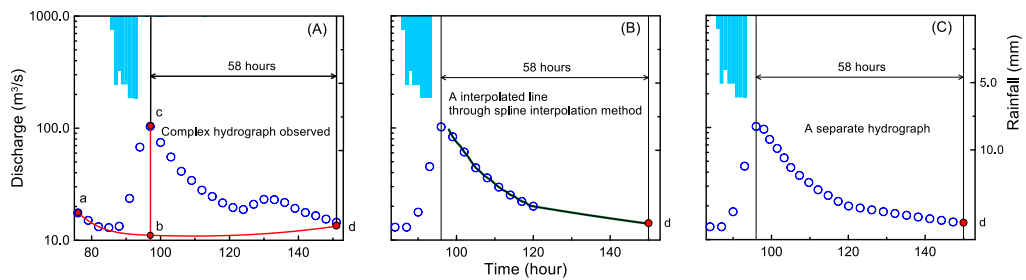 1000.0
100.0
10.0
Discharge (m³/s)
(A)
58 hours
c
Complex hydrograph observed
a
b
d
80
100
120
140
(B)
58 hours
A interpolated line
through spline interpolation method
d
100
120
140
Time (hour)
(C)
58 hours
A separate hydrograph
d
80
100
120
140
5.0
10.0
Rainfall (mm)